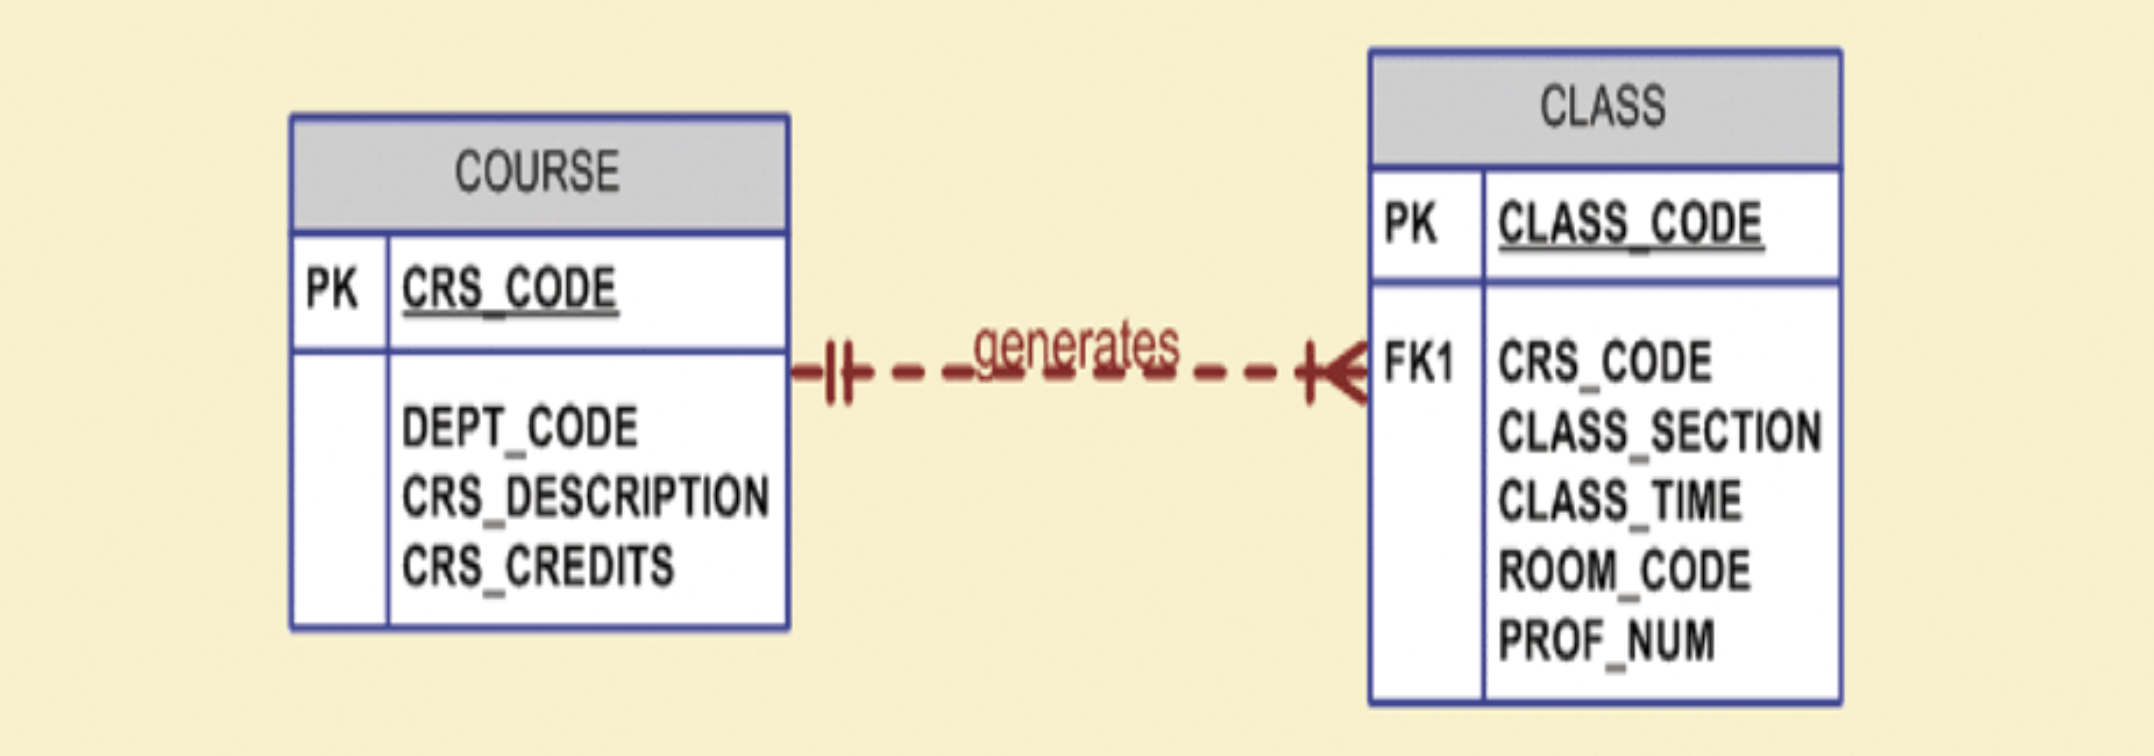 COURSE
PK CRS_CODE
DEPT_CODE
CRS_DESCRIPTION
CRS_CREDITS
generates
CLASS
PK CLASS_CODE
FK1 CRS_CODE
CLASS_SECTION
CLASS_TIME
ROOM_CODE
PROF_NUM